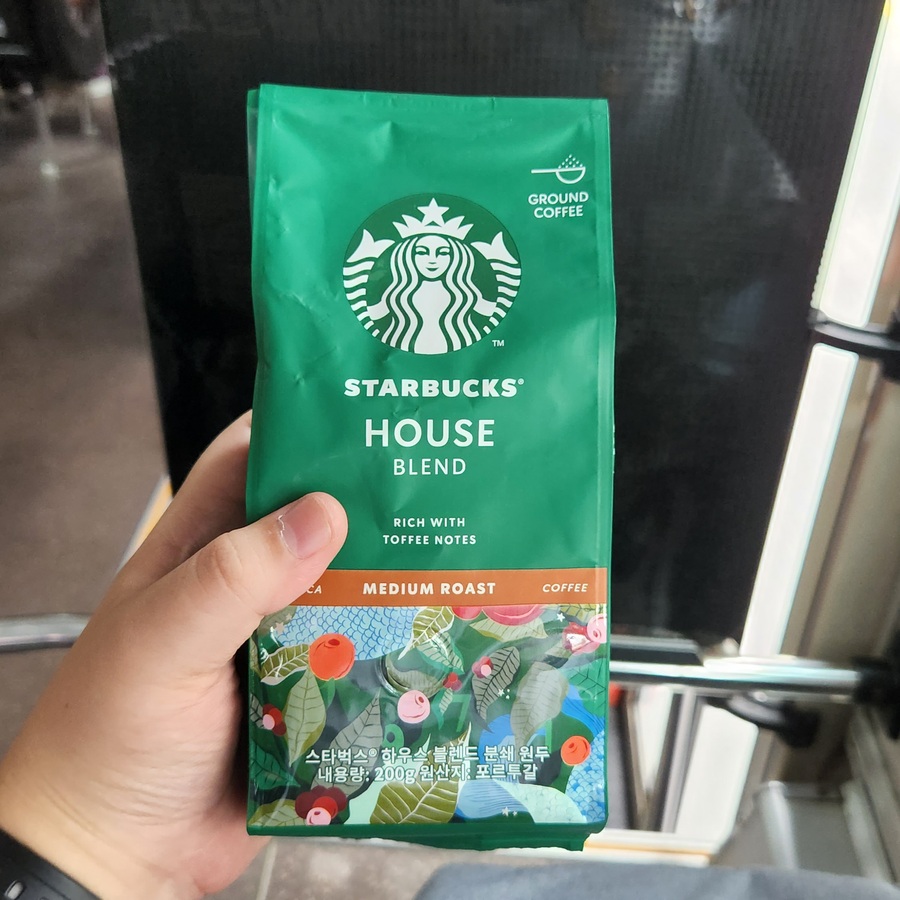 GROUND
COFFEE
TM
STARBUCKS®
HOUSE
BLEND
RICH WITH
TOFFEE NOTES
MEDIUM ROAST COFFEE
스타벅스® 하우스 블렌드 분쇄 원두
내용량: 200g 원산지: 포르투갈